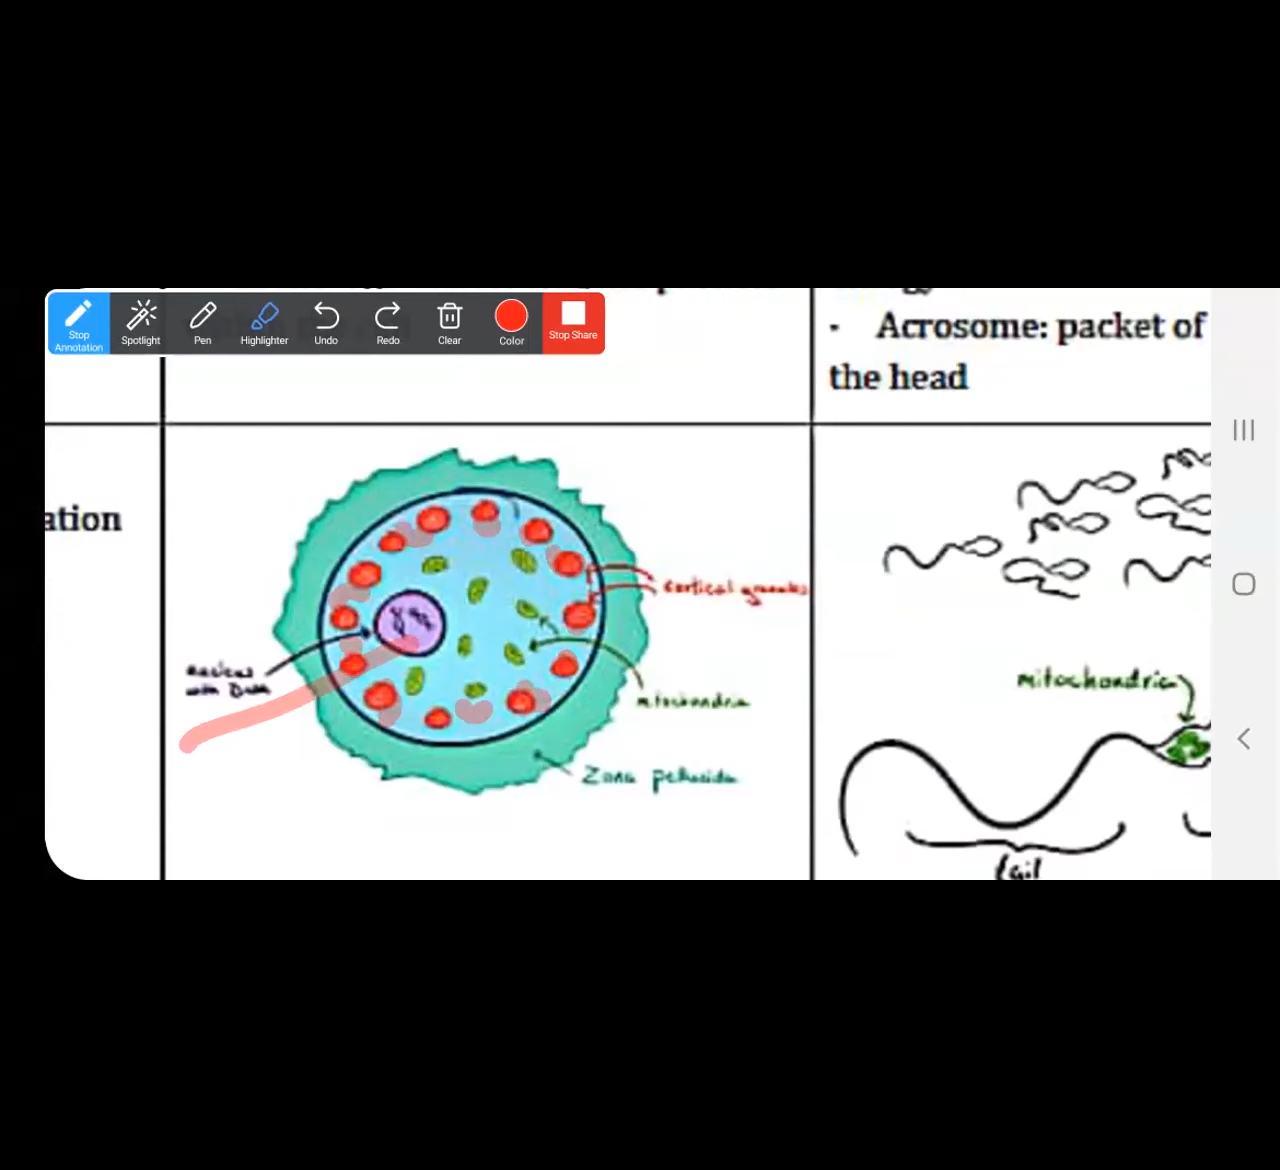 Stop Annotation
Spotlight
Pen
Highlighter
Undo
Redo
Clear
Color
Stop Share
· Acrosome: packet of
the head
ation
cortical granules
nucleus
with DNA
mitochondria
Zona pellucida
mitochondria
tail